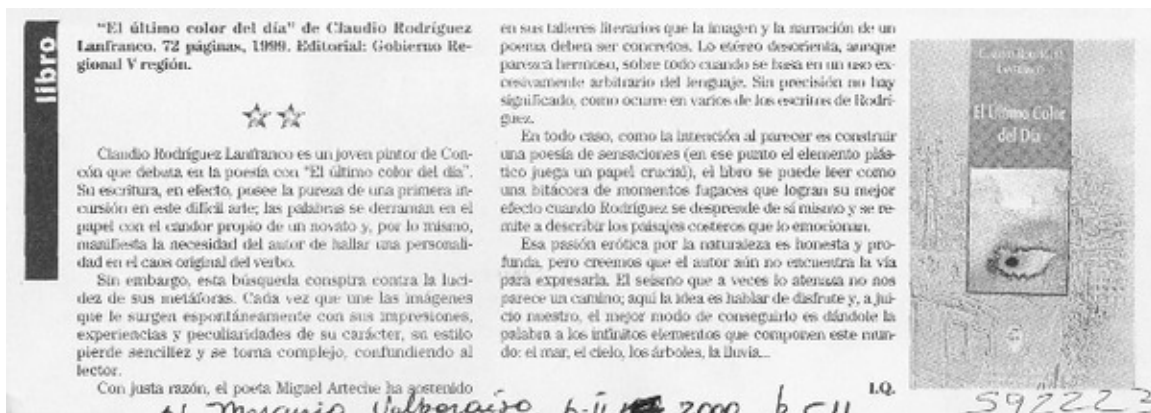 libro
"El último color del día" de Claudio Rodríguez
Lanfranco. 72 páginas, 1999. Editorial: Gobierno Re-
gional V región.
Claudio Rodríguez Lanfranco es un joven pintor de Con-
cón que debuta en la poesía con "El último color del día".
Su escritura, en efecto, posee la pureza de una primera in-
cursión en este difícil arte; las palabras se derraman en el
papel con el candor propio de un novato y, por lo mismo,
manifiesta la necesidad del autor de hallar una personali-
dad en el caos original del verbo.
Sin embargo, esta búsqueda conspira contra la luci-
dez de sus metáforas. Cada vez que une las imágenes
que le surgen espontáneamente con sus impresiones,
experiencias y peculiaridades de su carácter, su estilo
pierde sencillez y se torna complejo, confundiendo al
lector.
Con justa razón, el poeta Miguel Arteche ha sostenido
en sus talleres literarios que la imagen y la narración de un
poema deben ser concretos. Lo etéreo desorienta, aunque
parezca hermoso, sobre todo cuando se basa en un uso ex-
cesivamente arbitrario del lenguaje. Sin precisión no hay
significado, como ocurre en varios de los escritos de Rodrí-
guez.
En todo caso, como la intención al parecer es construir
una poesía de sensaciones (en ese punto el elemento plás-
tico juega un papel crucial), el libro se puede leer como
una bitácora de momentos fugaces que logran su mejor
efecto cuando Rodríguez se desprende de sí mismo y se re-
mite a describir los paisajes costeros que lo emocionan.
Esa pasión erótica por la naturaleza es honesta y pro-
funda, pero creemos que el autor aún no encuentra la vía
para expresarla. El seísmo que a veces lo atenaza no nos
parece un camino; aquí la idea es hablar de disfrute y, a jui-
cio nuestro, el mejor modo de conseguirlo es dándole la
palabra a los infinitos elementos que componen este mun-
do: el mar, el cielo, los árboles, la lluvia...
I.Q.
El Último Color
del Día
Mercurio Valparaíso 6-II 2000 p. C11
592223